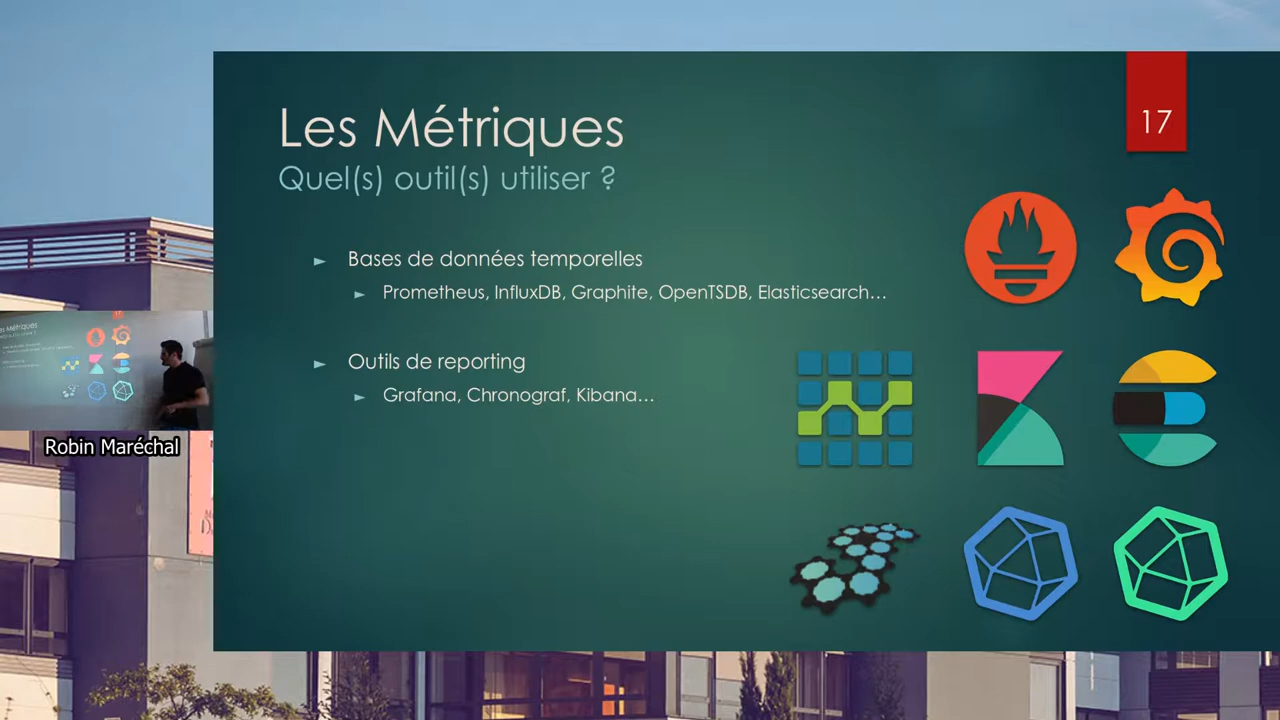 Les Métriques
Quel(s) outil(s) utiliser ?
17
► Bases de données temporelles
► Prometheus, InfluxDB, Graphite, OpenTSDB, Elasticsearch…
► Outils de reporting
► Grafana, Chronograf, Kibana…
Robin Maréchal